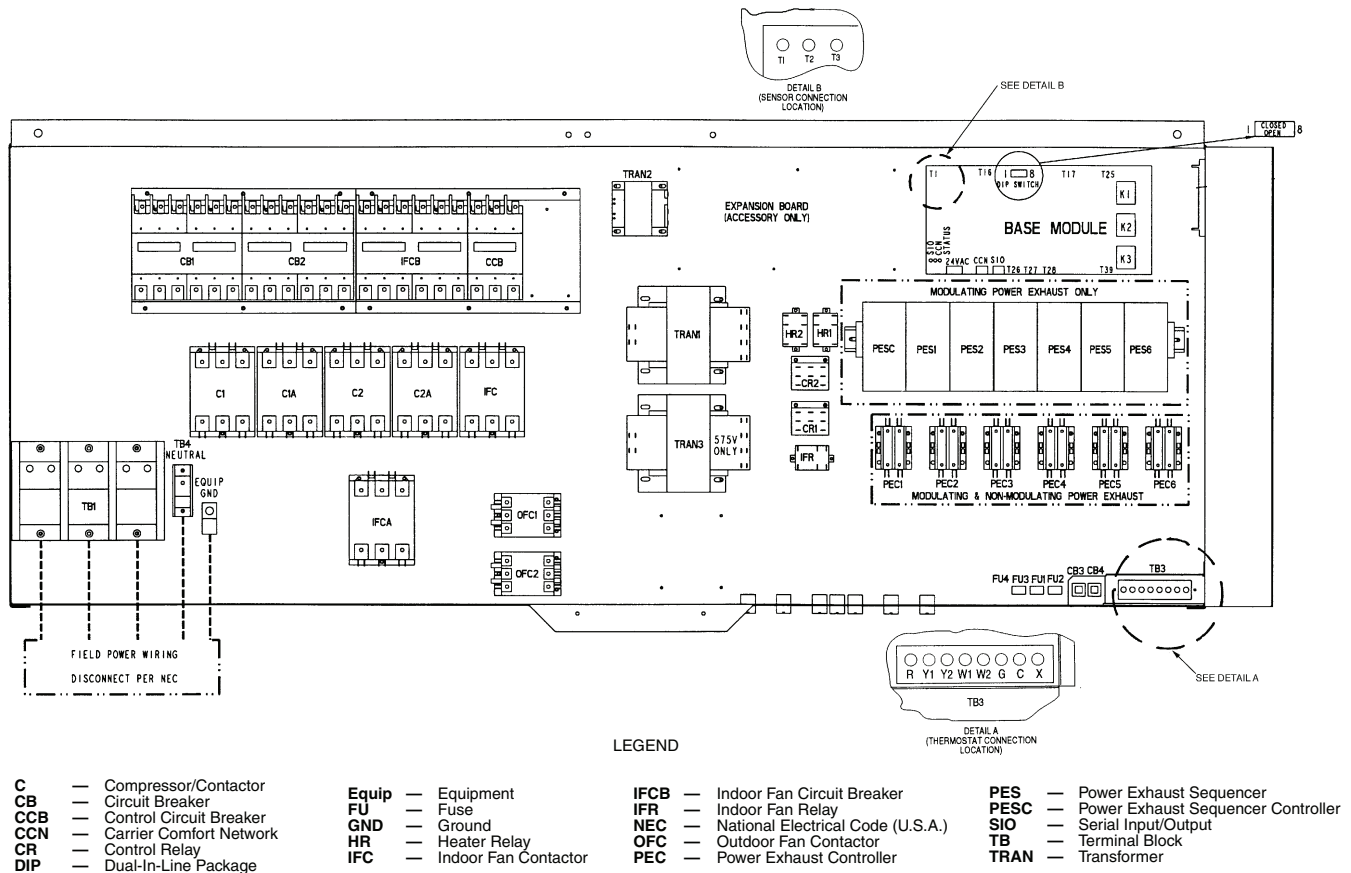 T1 T2 T3
DETAIL B
(SENSOR CONNECTION
LOCATION)
SEE DETAIL B
1 CLOSED 8
OPEN
TRAN2
EXPANSION BOARD
(ACCESSORY ONLY)
T1 T16 1 8 T17 T25
DIP SWITCH
K1
BASE MODULE K2
SIO
CCN
STATUS
K3
24VAC CCN SIO T26 T27 T28 T39
CB1 CB2 IFCB CCB
MODULATING POWER EXHAUST ONLY
TRAN1
HR2 HR1
PESC PES1 PES2 PES3 PES4 PES5 PES6
CR2
C1 C1A C2 C2A IFC
CR1
TRAN3 575V
ONLY
IFR
PEC1 PEC2 PEC3 PEC4 PEC5 PEC6
MODULATING & NON-MODULATING POWER EXHAUST
TB4
NEUTRAL
EQUIP
GND
TB1
IFCA
OFC1
OFC2
FU4 FU3 FU1 FU2 CB3 CB4 TB3
FIELD POWER WIRING
DISCONNECT PER NEC
R Y1 Y2 W1 W2 G C X
TB3
SEE DETAIL A
DETAIL A
(THERMOSTAT CONNECTION
LOCATION)
LEGEND
C — Compressor/Contactor
CB — Circuit Breaker
CCB — Control Circuit Breaker
CCN — Carrier Comfort Network
CR — Control Relay
DIP — Dual-In-Line Package
Equip — Equipment
FU — Fuse
GND — Ground
HR — Heater Relay
IFC — Indoor Fan Contactor
IFCB — Indoor Fan Circuit Breaker
IFR — Indoor Fan Relay
NEC — National Electrical Code (U.S.A.)
OFC — Outdoor Fan Contactor
PEC — Power Exhaust Controller
PES — Power Exhaust Sequencer
PESC — Power Exhaust Sequencer Controller
SIO — Serial Input/Output
TB — Terminal Block
TRAN — Transformer